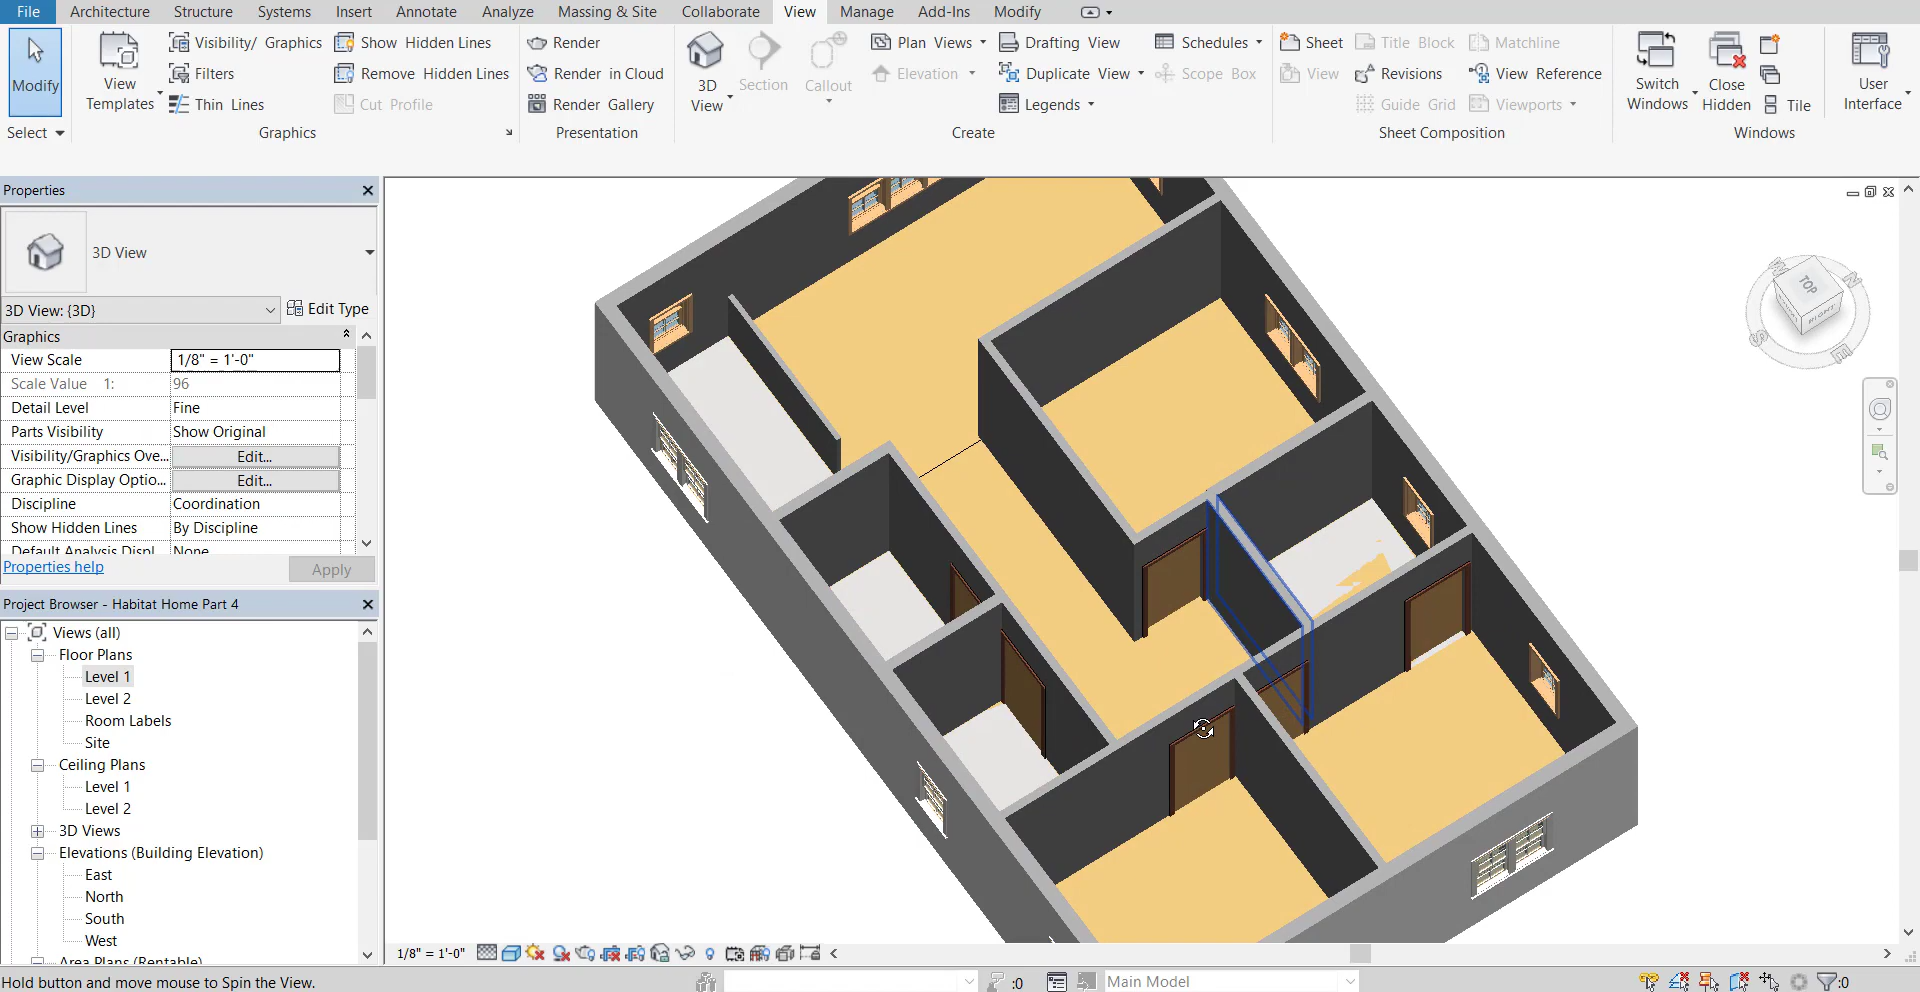 File Architecture Structure Systems Insert Annotate Analyze Massing & Site Collaborate View Manage Add-Ins Modify
Modify
Select
View Templates
Visibility/ Graphics
Filters
Thin Lines
Show Hidden Lines
Remove Hidden Lines
Cut Profile
Graphics
Render
Render in Cloud
Render Gallery
Presentation
3D View
Section
Callout
Plan Views
Elevation
Drafting View
Duplicate View
Legends
Schedules
Scope Box
Create
Sheet
View
Title Block
Revisions
Guide Grid
Matchline
View Reference
Viewports
Sheet Composition
Switch Windows
Close Hidden
Tile
Windows
User Interface
Properties
3D View
3D View: {3D}
Edit Type
Graphics
View Scale 1/8" = 1'-0"
Scale Value 1: 96
Detail Level Fine
Parts Visibility Show Original
Visibility/Graphics Ove... Edit...
Graphic Display Optio... Edit...
Discipline Coordination
Show Hidden Lines By Discipline
Default Analysis Displ... None
Properties help
Apply
Project Browser - Habitat Home Part 4
Views (all)
Floor Plans
Level 1
Level 2
Room Labels
Site
Ceiling Plans
Level 1
Level 2
3D Views
Elevations (Building Elevation)
East
North
South
West
Area Plans (Rentable)
TOP
RIGHT
N
S
E
W
1/8" = 1'-0"
Hold button and move mouse to Spin the View.
:0
Main Model
:0